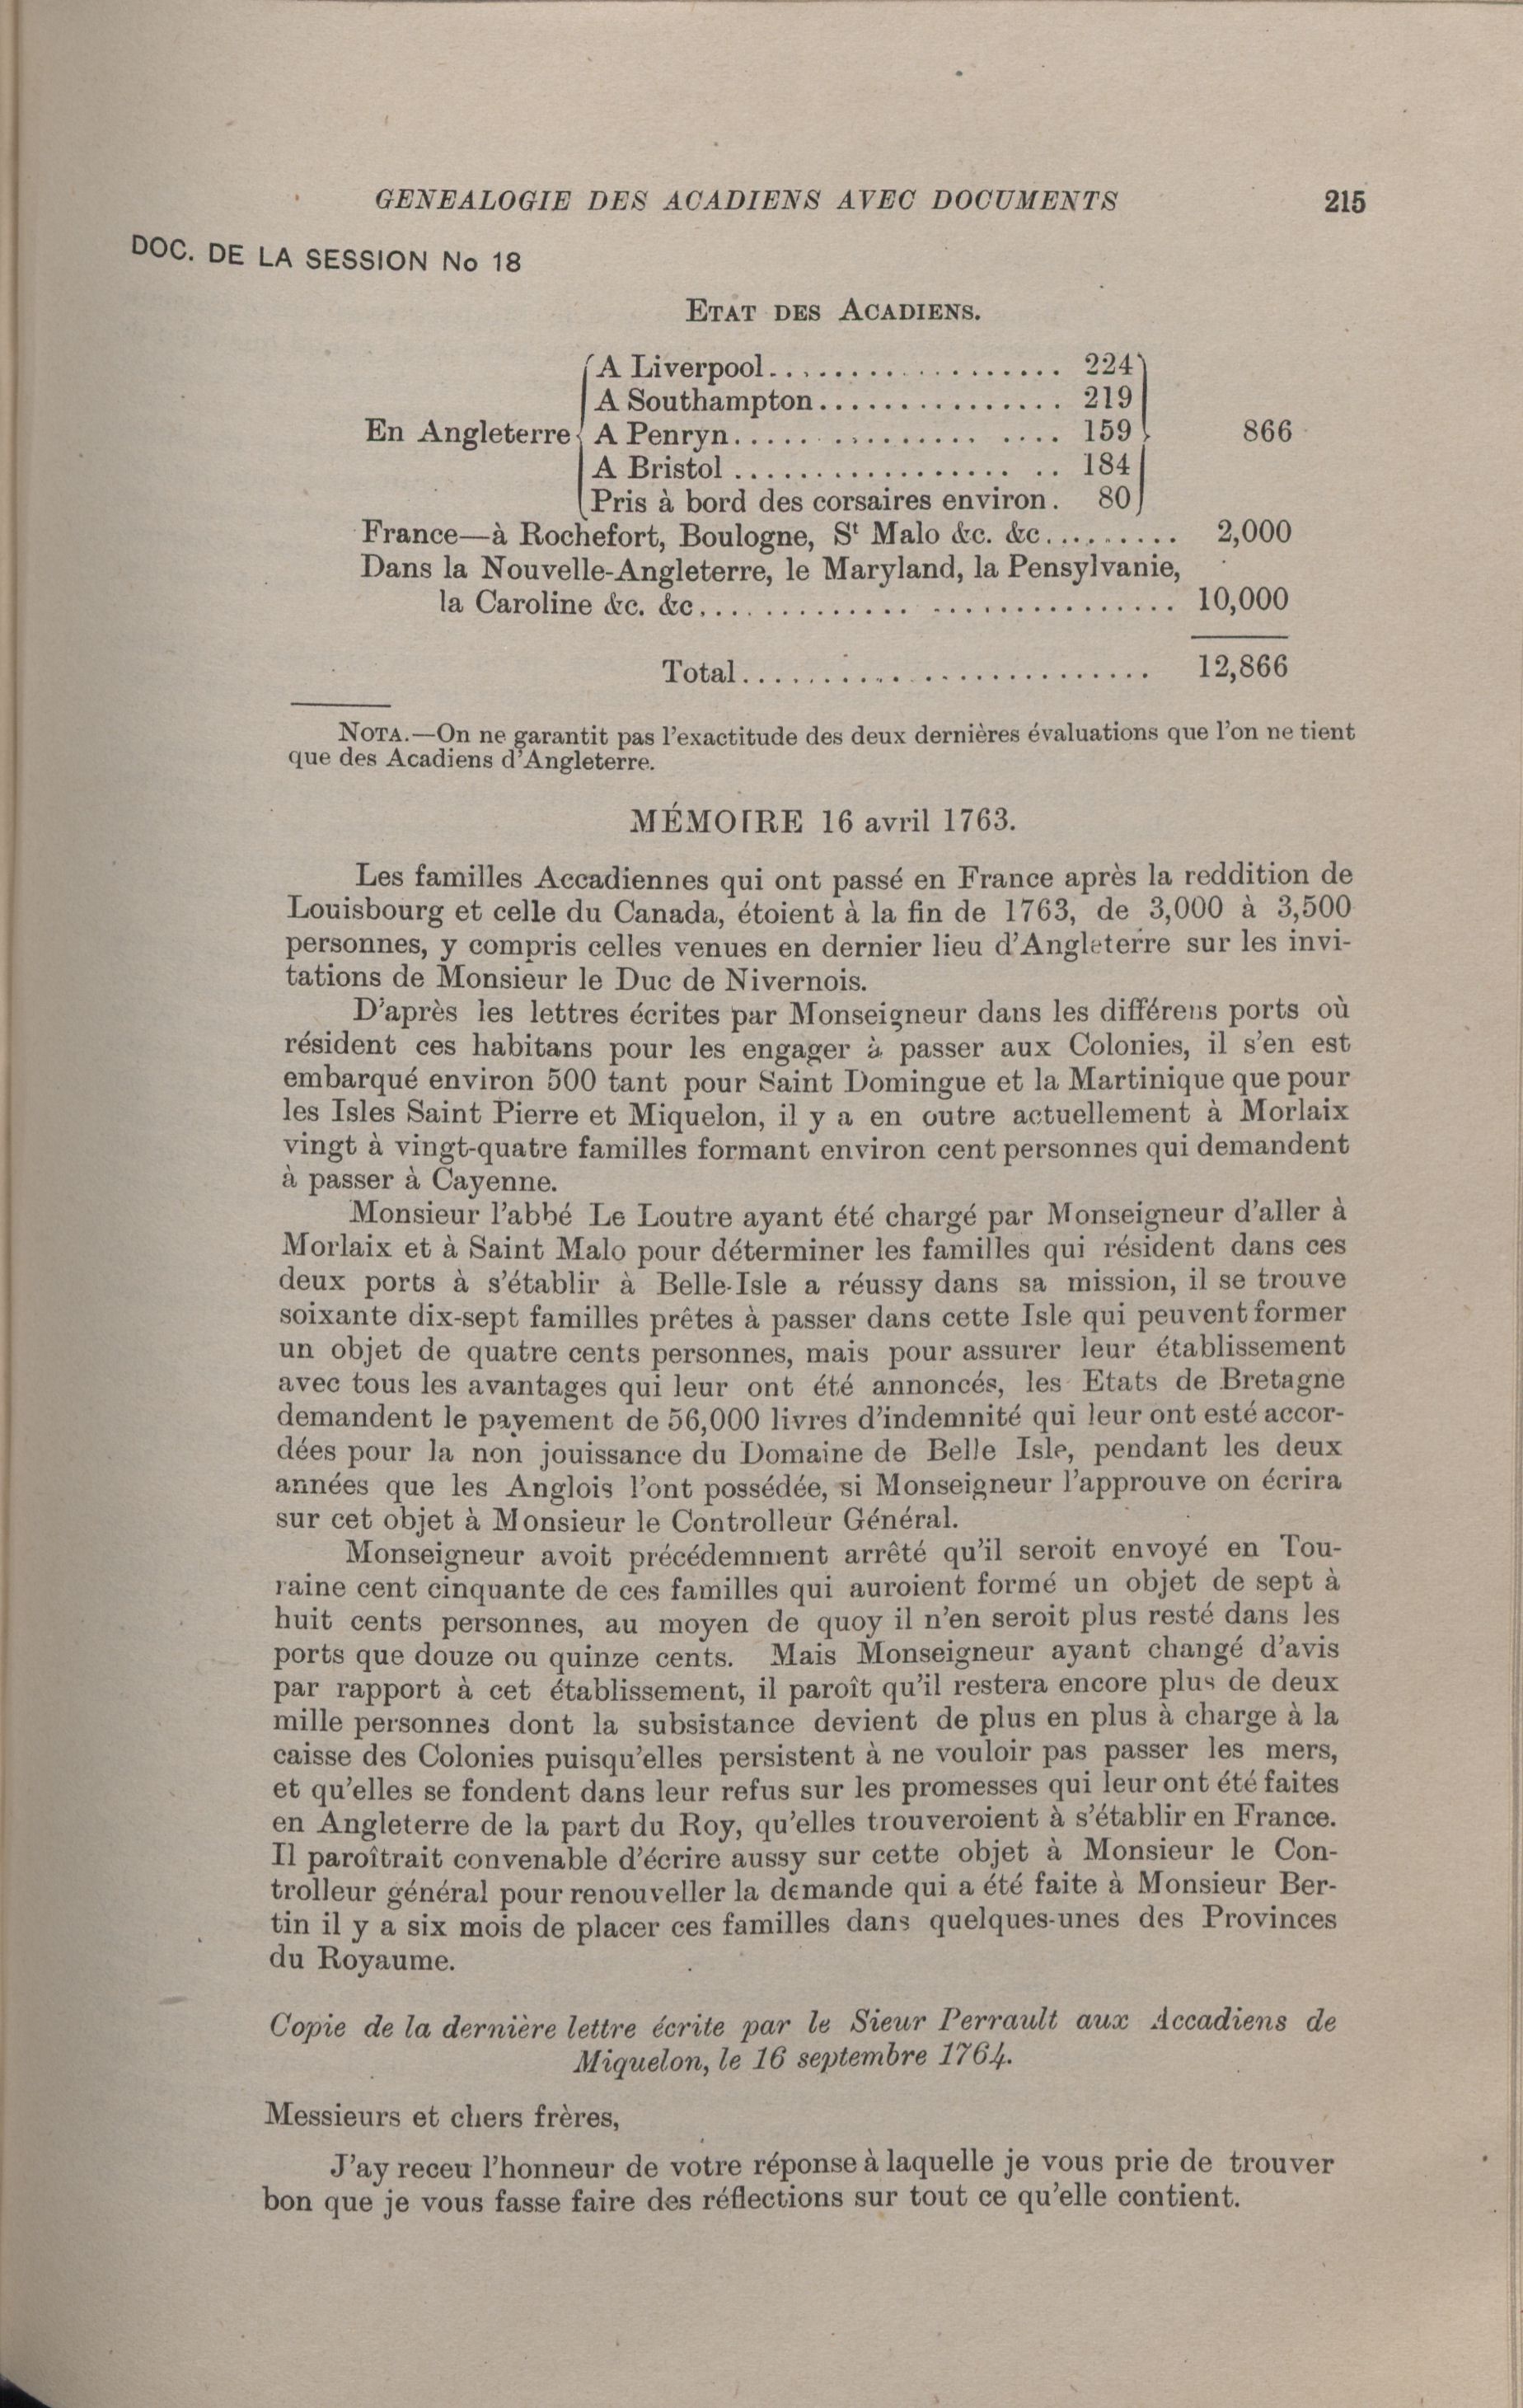 GENEALOGIE DES ACADIENS AVEC DOCUMENTS 215
DOC. DE LA SESSION No 18
ETAT DES ACADIENS.
A Liverpool.................. 224
A Southampton............... 219
En Angleterre A Penryn................... 159 866
A Bristol................... 184
Pris à bord des corsaires environ. 80
France—à Rochefort, Boulogne, St Malo &c. &c......... 2,000
Dans la Nouvelle-Angleterre, le Maryland, la Pensylvanie,
la Caroline &c. &c............................ 10,000
Total.......................... 12,866
NOTA.—On ne garantit pas l'exactitude des deux dernières évaluations que l'on ne tient
que des Acadiens d'Angleterre.
MÉMOIRE 16 avril 1763.
Les familles Accadiennes qui ont passé en France après la reddition de
Louisbourg et celle du Canada, étoient à la fin de 1763, de 3,000 à 3,500
personnes, y compris celles venues en dernier lieu d'Angleterre sur les invi-
tations de Monsieur le Duc de Nivernois.
D'après les lettres écrites par Monseigneur dans les différens ports où
résident ces habitans pour les engager à passer aux Colonies, il s'en est
embarqué environ 500 tant pour Saint Domingue et la Martinique que pour
les Isles Saint Pierre et Miquelon, il y a en outre actuellement à Morlaix
vingt à vingt-quatre familles formant environ cent personnes qui demandent
à passer à Cayenne.
Monsieur l'abbé Le Loutre ayant été chargé par Monseigneur d'aller à
Morlaix et à Saint Malo pour déterminer les familles qui résident dans ces
deux ports à s'établir à Belle-Isle a réussy dans sa mission, il se trouve
soixante dix-sept familles prêtes à passer dans cette Isle qui peuvent former
un objet de quatre cents personnes, mais pour assurer leur établissement
avec tous les avantages qui leur ont été annoncés, les Etats de Bretagne
demandent le payement de 56,000 livres d'indemnité qui leur ont esté accor-
dées pour la non jouissance du Domaine de Belle Isle, pendant les deux
années que les Anglois l'ont possédée, si Monseigneur l'approuve on écrira
sur cet objet à Monsieur le Controlleur Général.
Monseigneur avoit précédemment arrêté qu'il seroit envoyé en Tou-
raine cent cinquante de ces familles qui auroient formé un objet de sept à
huit cents personnes, au moyen de quoy il n'en seroit plus resté dans les
ports que douze ou quinze cents. Mais Monseigneur ayant changé d'avis
par rapport à cet établissement, il paroît qu'il restera encore plus de deux
mille personnes dont la subsistance devient de plus en plus à charge à la
caisse des Colonies puisqu'elles persistent à ne vouloir pas passer les mers,
et qu'elles se fondent dans leur refus sur les promesses qui leur ont été faites
en Angleterre de la part du Roy, qu'elles trouveroient à s'établir en France.
Il paroîtrait convenable d'écrire aussy sur cette objet à Monsieur le Con-
trolleur général pour renouveller la demande qui a été faite à Monsieur Ber-
tin il y a six mois de placer ces familles dans quelques-unes des Provinces
du Royaume.
Copie de la dernière lettre écrite par le Sieur Perrault aux Accadiens de
Miquelon, le 16 septembre 1764.
Messieurs et chers frères,
J'ay receu l'honneur de votre réponse à laquelle je vous prie de trouver
bon que je vous fasse faire des réflections sur tout ce qu'elle contient.